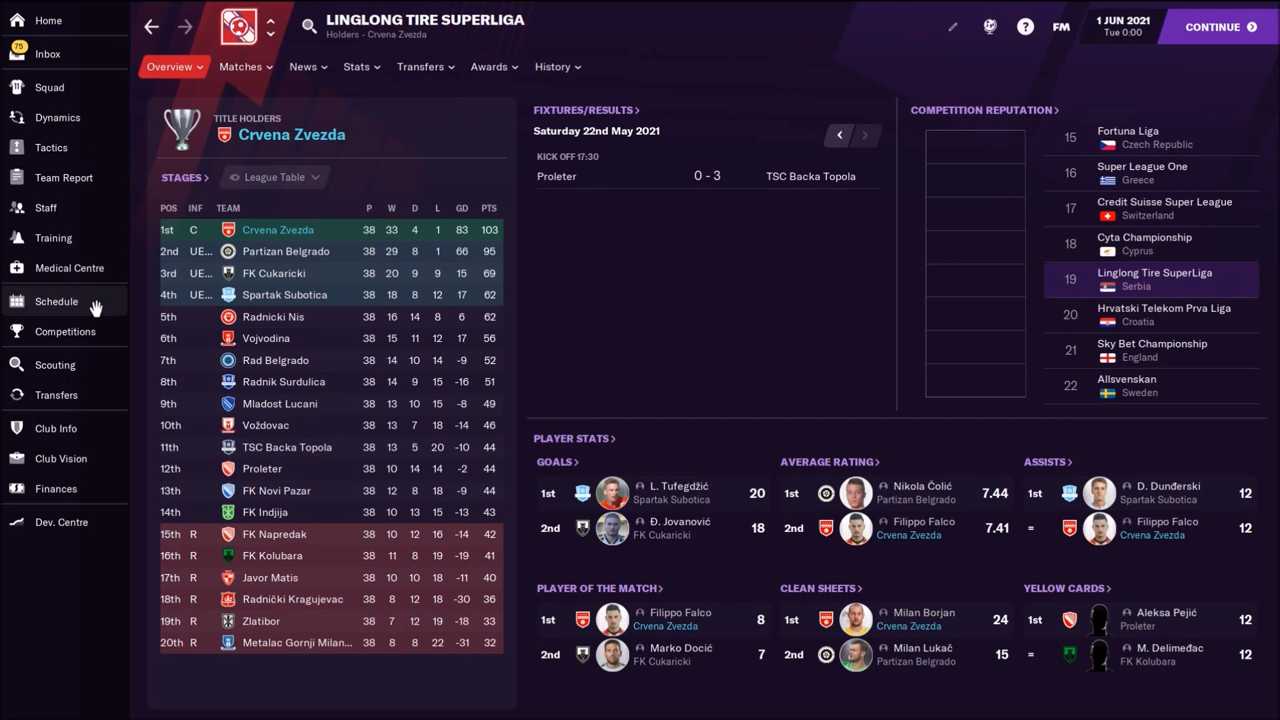 Home
75
Inbox
Squad
Dynamics
Tactics
Team Report
Staff
Training
Medical Centre
Schedule
Competitions
Scouting
Transfers
Club Info
Club Vision
Finances
Dev. Centre
LINGLONG TIRE SUPERLIGA
Holders - Crvena Zvezda
? FM
1 JUN 2021
Tue 0:00
CONTINUE
Overview Matches News Stats Transfers Awards History
TITLE HOLDERS
Crvena Zvezda
STAGES> League Table
POS INF TEAM P W D L GD PTS
1st C Crvena Zvezda 38 33 4 1 83 103
2nd UE... Partizan Belgrado 38 29 8 1 66 95
3rd UE... FK Cukaricki 38 20 9 9 15 69
4th UE... Spartak Subotica 38 18 8 12 17 62
5th Radnicki Nis 38 16 14 8 6 62
6th Vojvodina 38 15 11 12 17 56
7th Rad Belgrado 38 14 10 14 -9 52
8th Radnik Surdulica 38 14 9 15 -16 51
9th Mladost Lucani 38 13 10 15 -8 49
10th Voždovac 38 13 7 18 -14 46
11th TSC Backa Topola 38 13 5 20 -10 44
12th Proleter 38 10 14 14 -2 44
13th FK Novi Pazar 38 12 8 18 -9 44
14th FK Indjija 38 10 13 15 -13 43
15th R FK Napredak 38 10 12 16 -14 42
16th R FK Kolubara 38 11 8 19 -19 41
17th R Javor Matis 38 10 10 18 -11 40
18th R Radnički Kragujevac 38 8 12 18 -30 36
19th R Zlatibor 38 7 12 19 -18 33
20th R Metalac Gornji Milan... 38 8 8 22 -31 32
FIXTURES/RESULTS>
Saturday 22nd May 2021
KICK OFF 17:30
Proleter 0 - 3 TSC Backa Topola
COMPETITION REPUTATION>
15 Fortuna Liga
Czech Republic
16 Super League One
Greece
17 Credit Suisse Super League
Switzerland
18 Cyta Championship
Cyprus
19 Linglong Tire SuperLiga
Serbia
20 Hrvatski Telekom Prva Liga
Croatia
21 Sky Bet Championship
England
22 Allsvenskan
Sweden
PLAYER STATS>
GOALS>
1st L. Tufegdžić 20
Spartak Subotica
2nd Đ. Jovanović 18
FK Cukaricki
AVERAGE RATING>
1st Nikola Čolić 7.44
Partizan Belgrado
2nd Filippo Falco 7.41
Crvena Zvezda
ASSISTS>
1st D. Dunđerski 12
Spartak Subotica
= Filippo Falco 12
Crvena Zvezda
PLAYER OF THE MATCH>
1st Filippo Falco 8
Crvena Zvezda
2nd Marko Docić 7
FK Cukaricki
CLEAN SHEETS>
1st Milan Borjan 24
Crvena Zvezda
2nd Milan Lukač 15
Partizan Belgrado
YELLOW CARDS>
1st Aleksa Pejić 12
Proleter
= M. Delimeđac 12
FK Kolubara